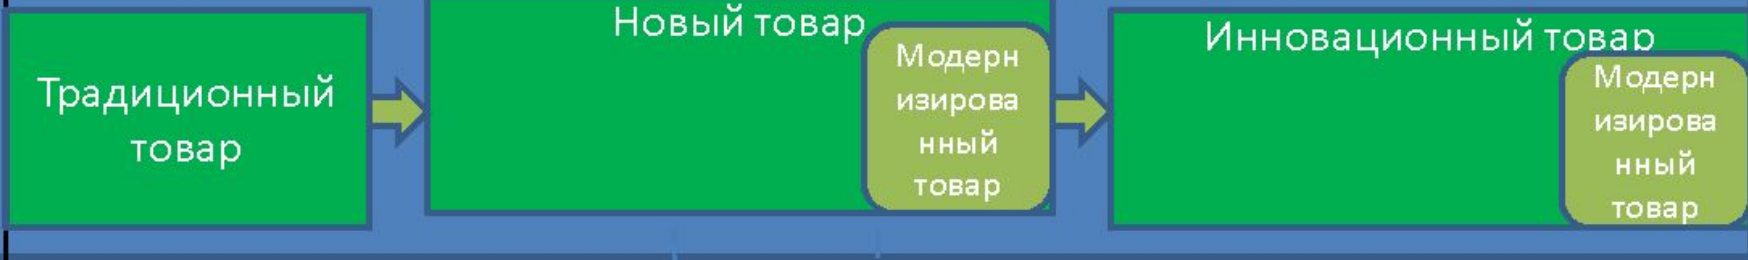 Традиционный
товар
Новый товар
Модерн
изирова
нный
товар
Инновационный товар
Модерн
изирова
нный
товар